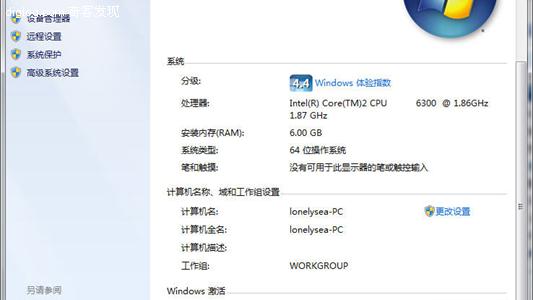 设备管理器
远程设置
系统保护
高级系统设置
系统
分级:
4.4 Windows 体验指数
处理器:
Intel(R) Core(TM)2 CPU 6300 @ 1.86GHz
1.87 GHz
安装内存(RAM):
6.00 GB
系统类型:
64 位操作系统
笔和触摸:
没有可用于此显示器的笔或触控输入
计算机名称、域和工作组设置
计算机名:
lonelysea-PC
更改设置
计算机全名:
lonelysea-PC
计算机描述:
工作组:
WORKGROUP
另请参阅
Windows 激活